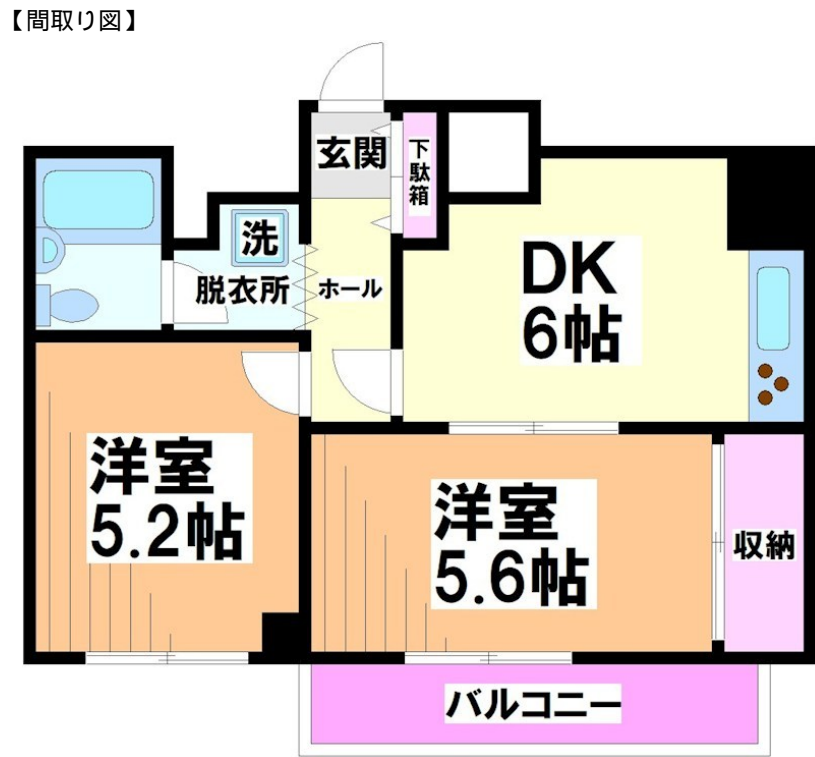 【間取り図】
玄関
下
駄
箱
洗
脱衣所
ホール
DK
6帖
洋室
5.2帖
洋室
5.6帖
収納
バルコニー